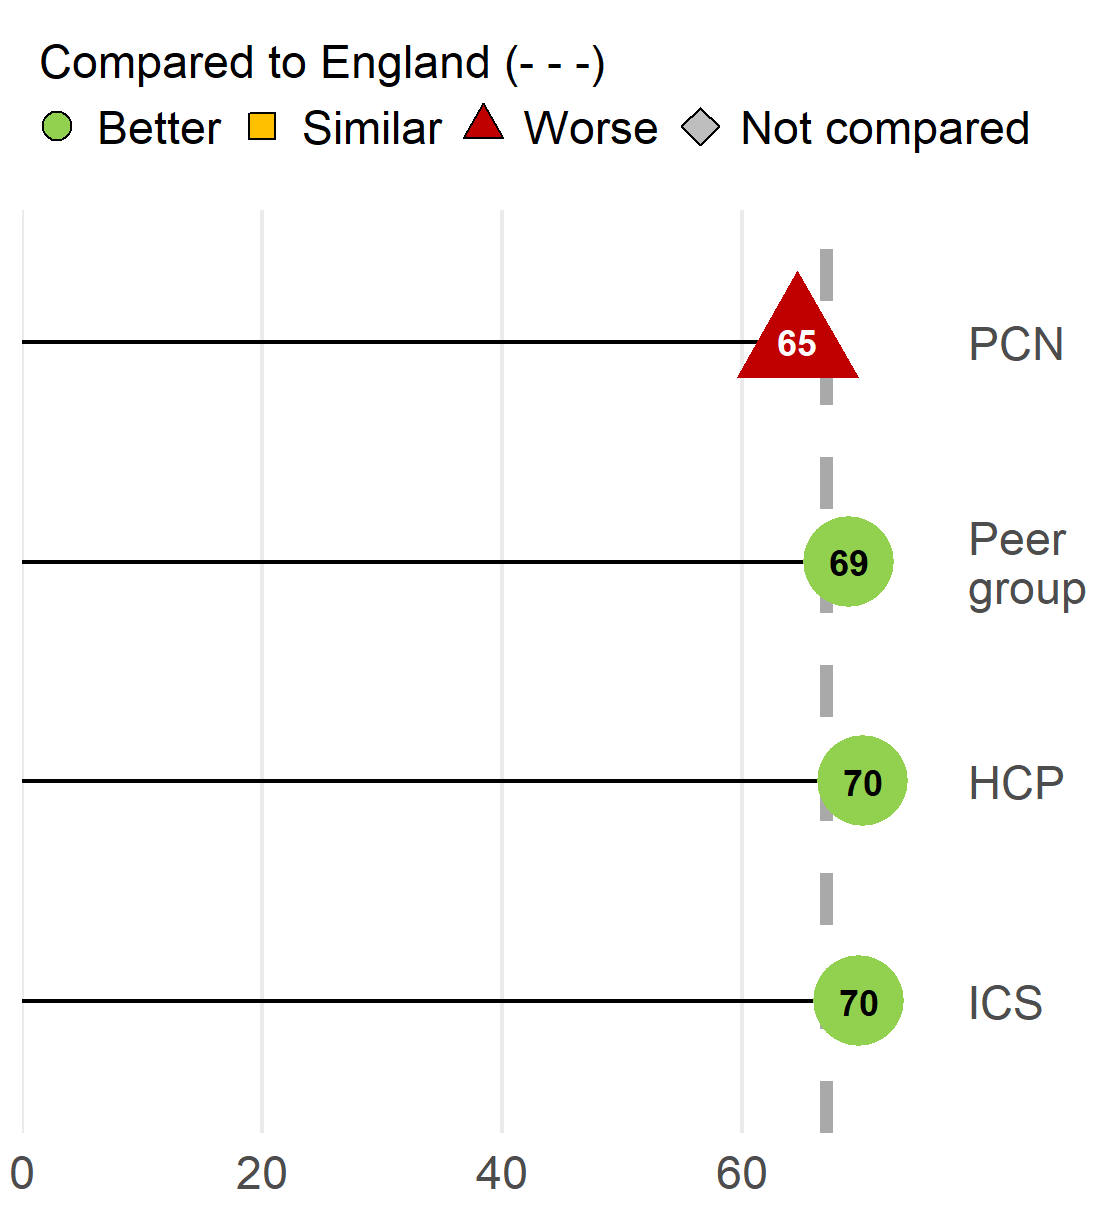 Compared to England (- - -)
Better Similar Worse Not compared
65 PCN
69 Peer
group
70 HCP
70 ICS
0 20 40 60